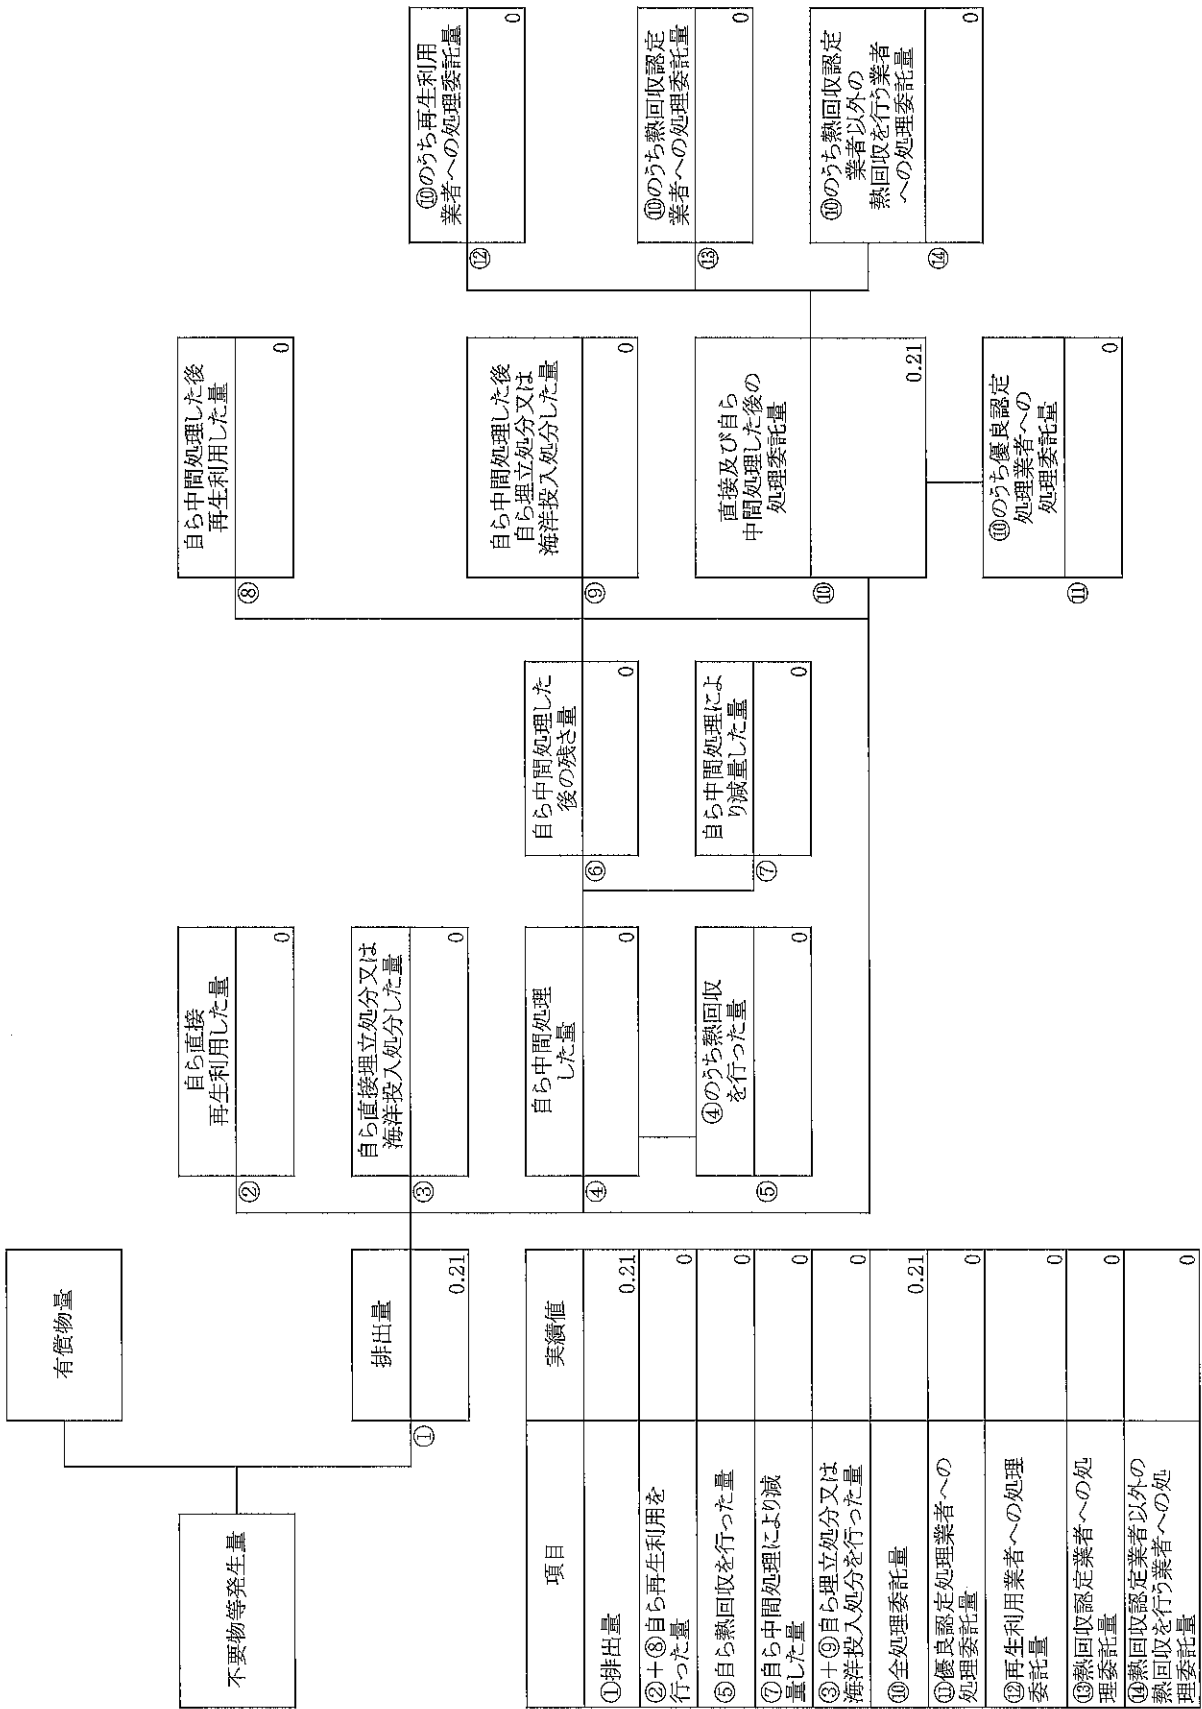 不要物等発生量
有償物量
①
排出量
0.21
②
自ら直接
再生利用した量
0
③
自ら直接埋立処分又は
海洋投入処分した量
0
④
自ら中間処理
した量
0
⑤
④のうち熱回収
を行った量
0
⑥
自ら中間処理した
後の残さ量
0
⑦
自ら中間処理によ
り減量した量
0
⑧
自ら中間処理した後
再生利用した量
0
⑨
自ら中間処理した後
自ら埋立処分又は
海洋投入処分した量
0
⑩
直接及び自ら
中間処理した後の
処理委託量
0.21
⑪
⑩のうち優良認定
処理業者への
処理委託量
0
⑫
⑩のうち再生利用
業者への処理委託量
0
⑬
⑩のうち熱回収認定
業者への処理委託量
0
⑭
⑩のうち熱回収認定
業者以外の
熱回収を行う業者
への処理委託量
0
項目
実績値
①排出量
0.21
②+⑧自ら再生利用を
行った量
0
⑤自ら熱回収を行った量
0
⑦自ら中間処理により減
量した量
0
③+⑨自ら埋立処分又は
海洋投入処分を行った量
0
⑩全処理委託量
0.21
⑪優良認定処理業者への
処理委託量
0
⑫再生利用業者への処理
委託量
0
⑬熱回収認定業者への処
理委託量
0
⑭熱回収認定業者以外の
熱回収を行う業者への処
理委託量
0